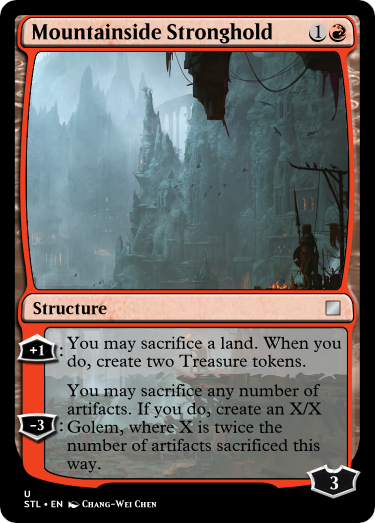 Mountainside Stronghold 1
Structure
+1 : You may sacrifice a land. When you
do, create two Treasure tokens.
You may sacrifice any number of
artifacts. If you do, create an X/X
-3 : Golem, where X is twice the
number of artifacts sacrificed this
way.
3
U
STL • EN Chang-Wei Chen